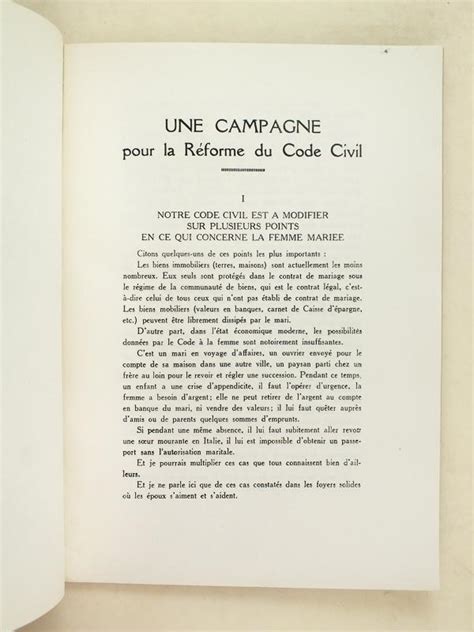 UNE CAMPAGNE
pour la Réforme du Code Civil
I
NOTRE CODE CIVIL EST A MODIFIER
SUR PLUSIEURS POINTS
EN CE QUI CONCERNE LA FEMME MARIEE
Citons quelques-uns de ces points les plus importants :
Les biens immobiliers (terres, maisons) sont actuellement les moins
nombreux. Eux seuls sont protégés dans le contrat de mariage sous
le régime de la communauté de biens, qui est le contrat légal, c'est-
à-dire celui de tous ceux qui n'ont pas établi de contrat de mariage.
Les biens mobiliers (valeurs en banques, carnet de Caisse d'épargne,
etc.) peuvent être librement dissipés par le mari.
D'autre part, dans l'état économique moderne, les possibilités
données par le Code à la femme sont notoirement insuffisantes.
C'est un mari en voyage d'affaires, un ouvrier envoyé pour le
compte de sa maison dans une autre ville, un paysan parti chez un
frère au loin pour le revoir et régler une succession. Pendant ce temps,
un enfant a une crise d'appendicite, il faut l'opérer d'urgence, la
femme a besoin d'argent; elle ne peut retirer de l'argent au compte
en banque du mari, ni vendre des valeurs; il lui faut quêter auprès
d'amis ou de parents quelques sommes d'emprunts.
Si pendant une même absence, il lui faut subitement aller revoir
une sœur mourante en Italie, il lui est impossible d'obtenir un passe-
port sans l'autorisation maritale.
Et je pourrais multiplier ces cas que tous connaissent bien d'ail-
leurs.
Et je ne parle ici que de ces cas constatés dans les foyers solides
où les époux s'aiment et s'aident.